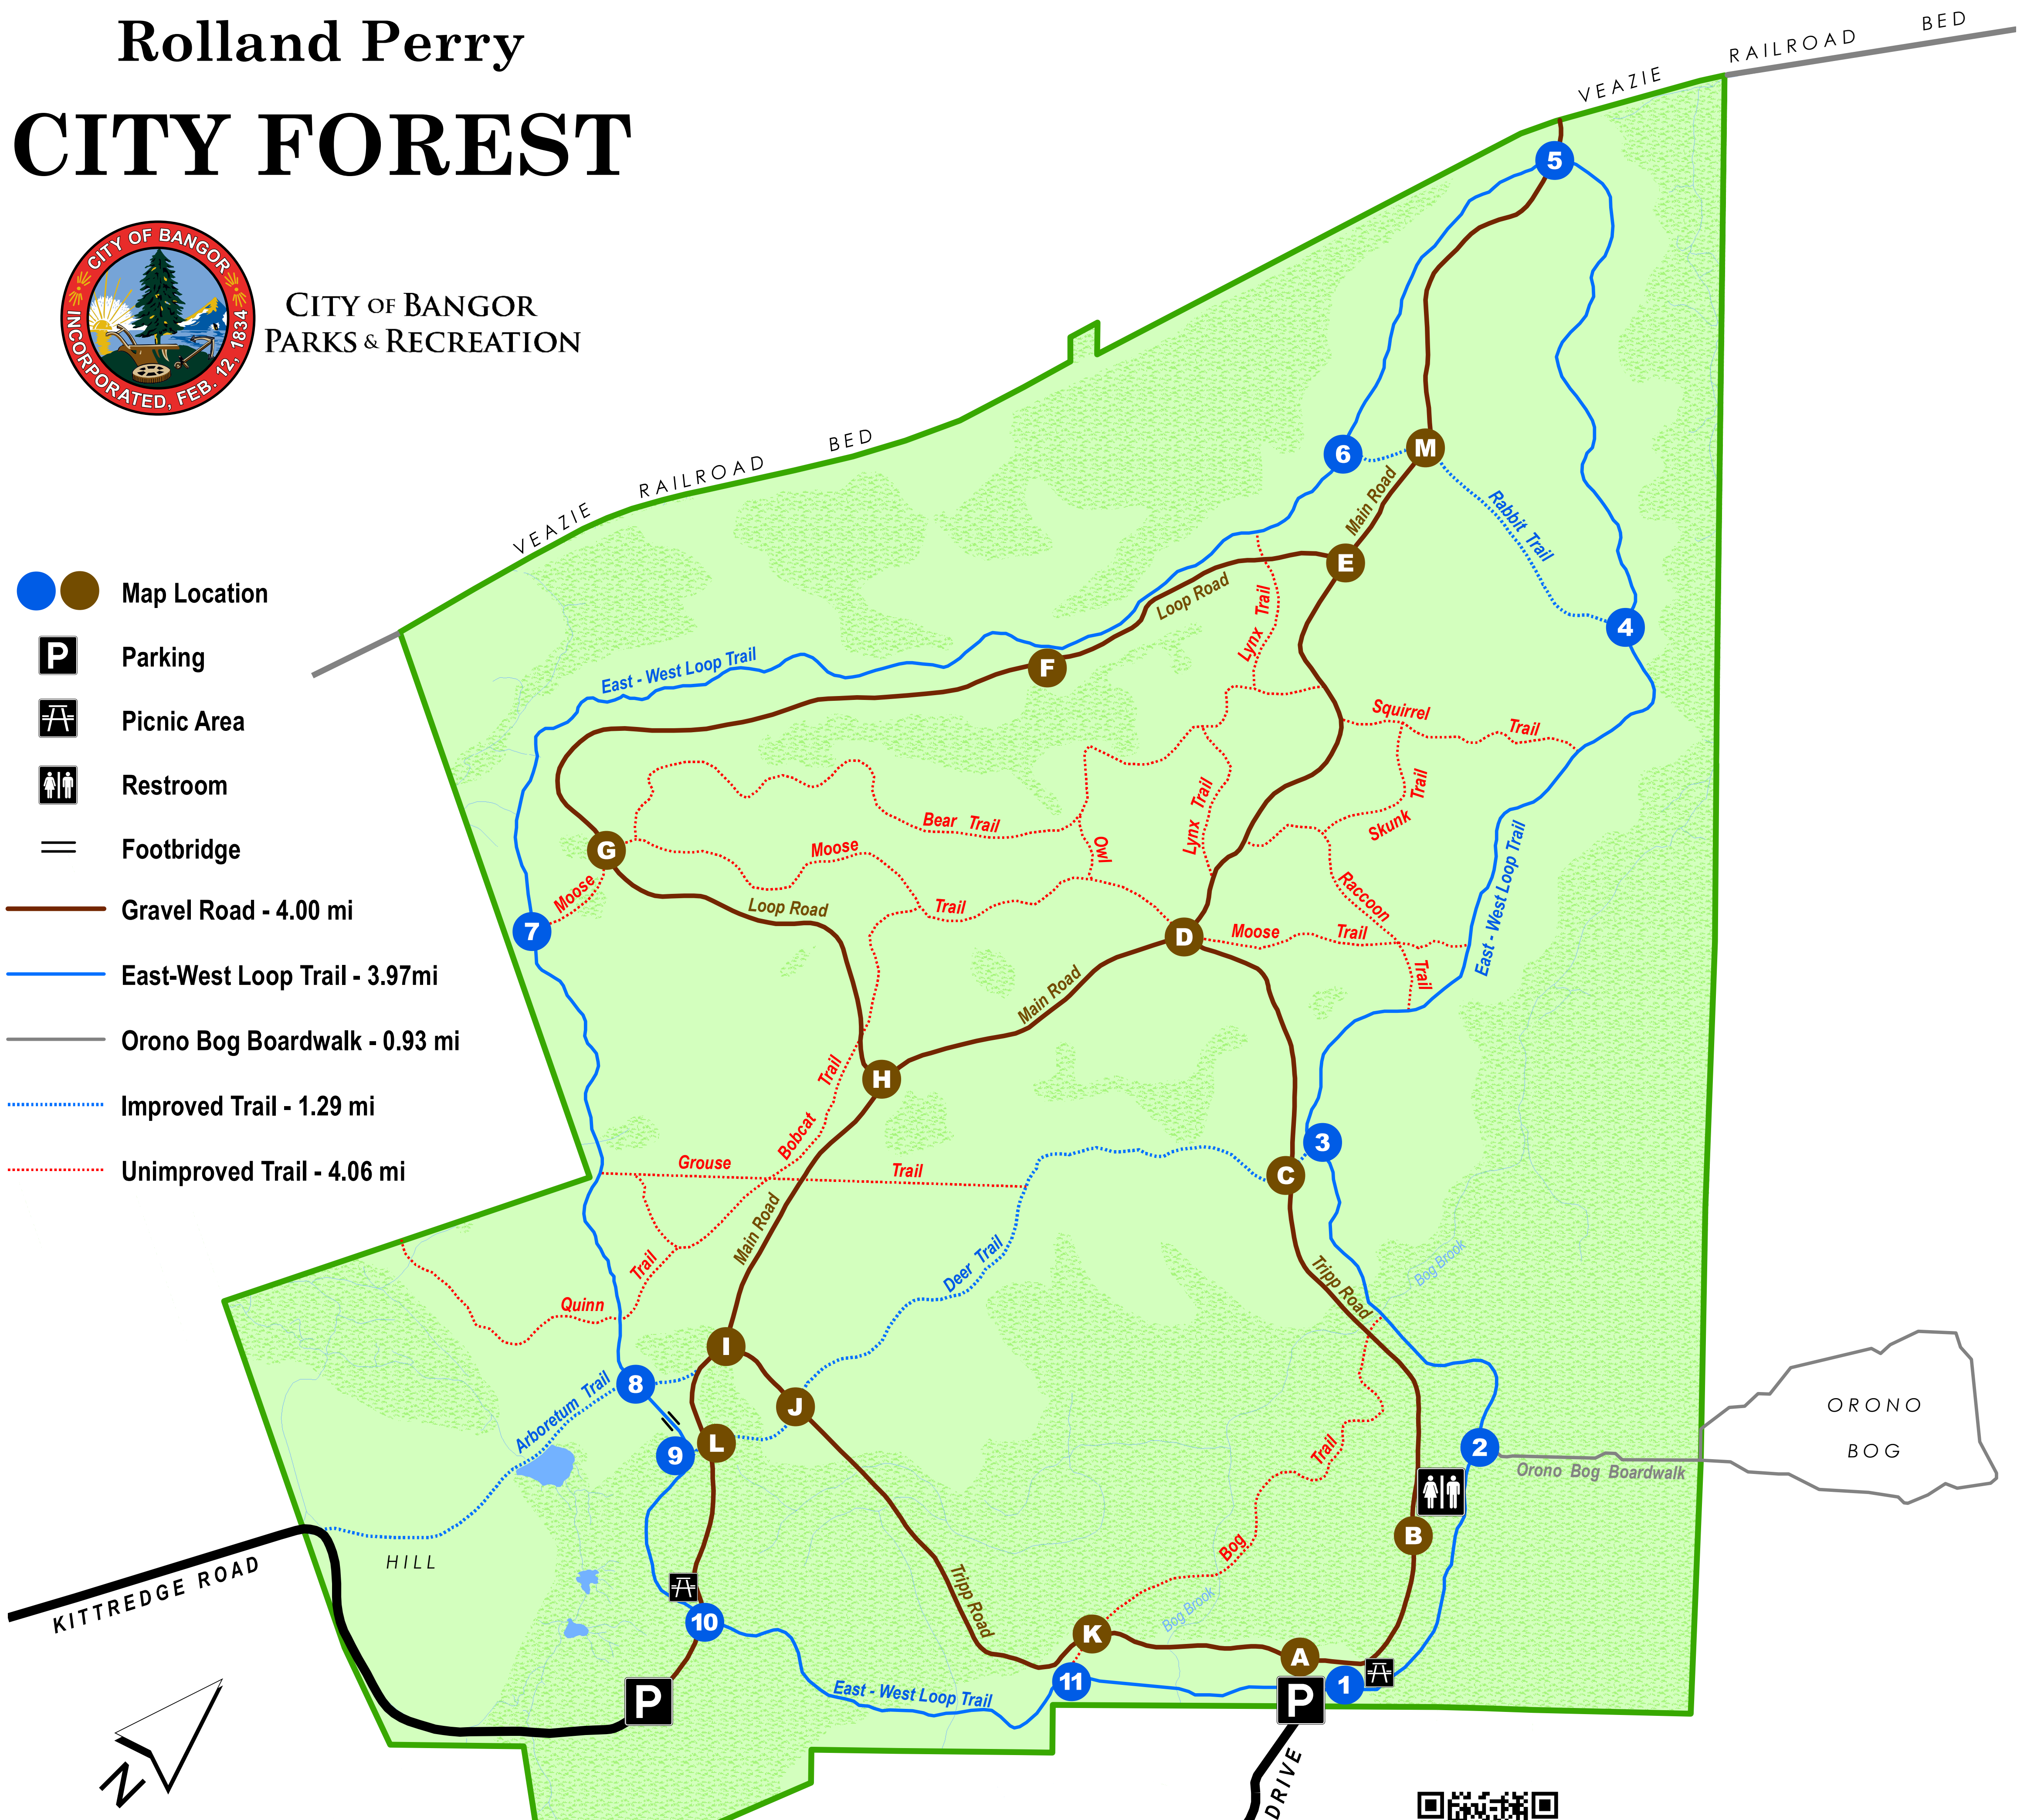 Rolland Perry
CITY FOREST
CITY OF BANGOR
INCORPORATED, FEB. 12, 1834
CITY OF BANGOR
PARKS & RECREATION
Map Location
P Parking
Picnic Area
Restroom
Footbridge
Gravel Road - 4.00 mi
East-West Loop Trail - 3.97mi
Orono Bog Boardwalk - 0.93 mi
Improved Trail - 1.29 mi
Unimproved Trail - 4.06 mi
VEAZIE RAILROAD BED
VEAZIE RAILROAD BED
5
6
M
Main Road
Rabbit Trail
E
4
Loop Road
Lynx Trail
East - West Loop Trail
F
Squirrel Trail
Skunk Trail
Bear Trail
Owl
Lynx Trail
G
Moose Trail
Moose
Raccoon Trail
East - West Loop Trail
7
Loop Road
D
Moose Trail
Main Road
H
Bobcat Trail
3
C
Grouse Trail
Main Road
Quinn Trail
Deer Trail
Tripp Road
Bog Brook
I
8
J
Arboretum Trail
9
L
2
Orono Bog Boardwalk
ORONO
BOG
Bog Trail
B
KITTREDGE ROAD
HILL
Tripp Road
10
K
Bog Brook
A
11
1
P
P
East - West Loop Trail
N
DRIVE